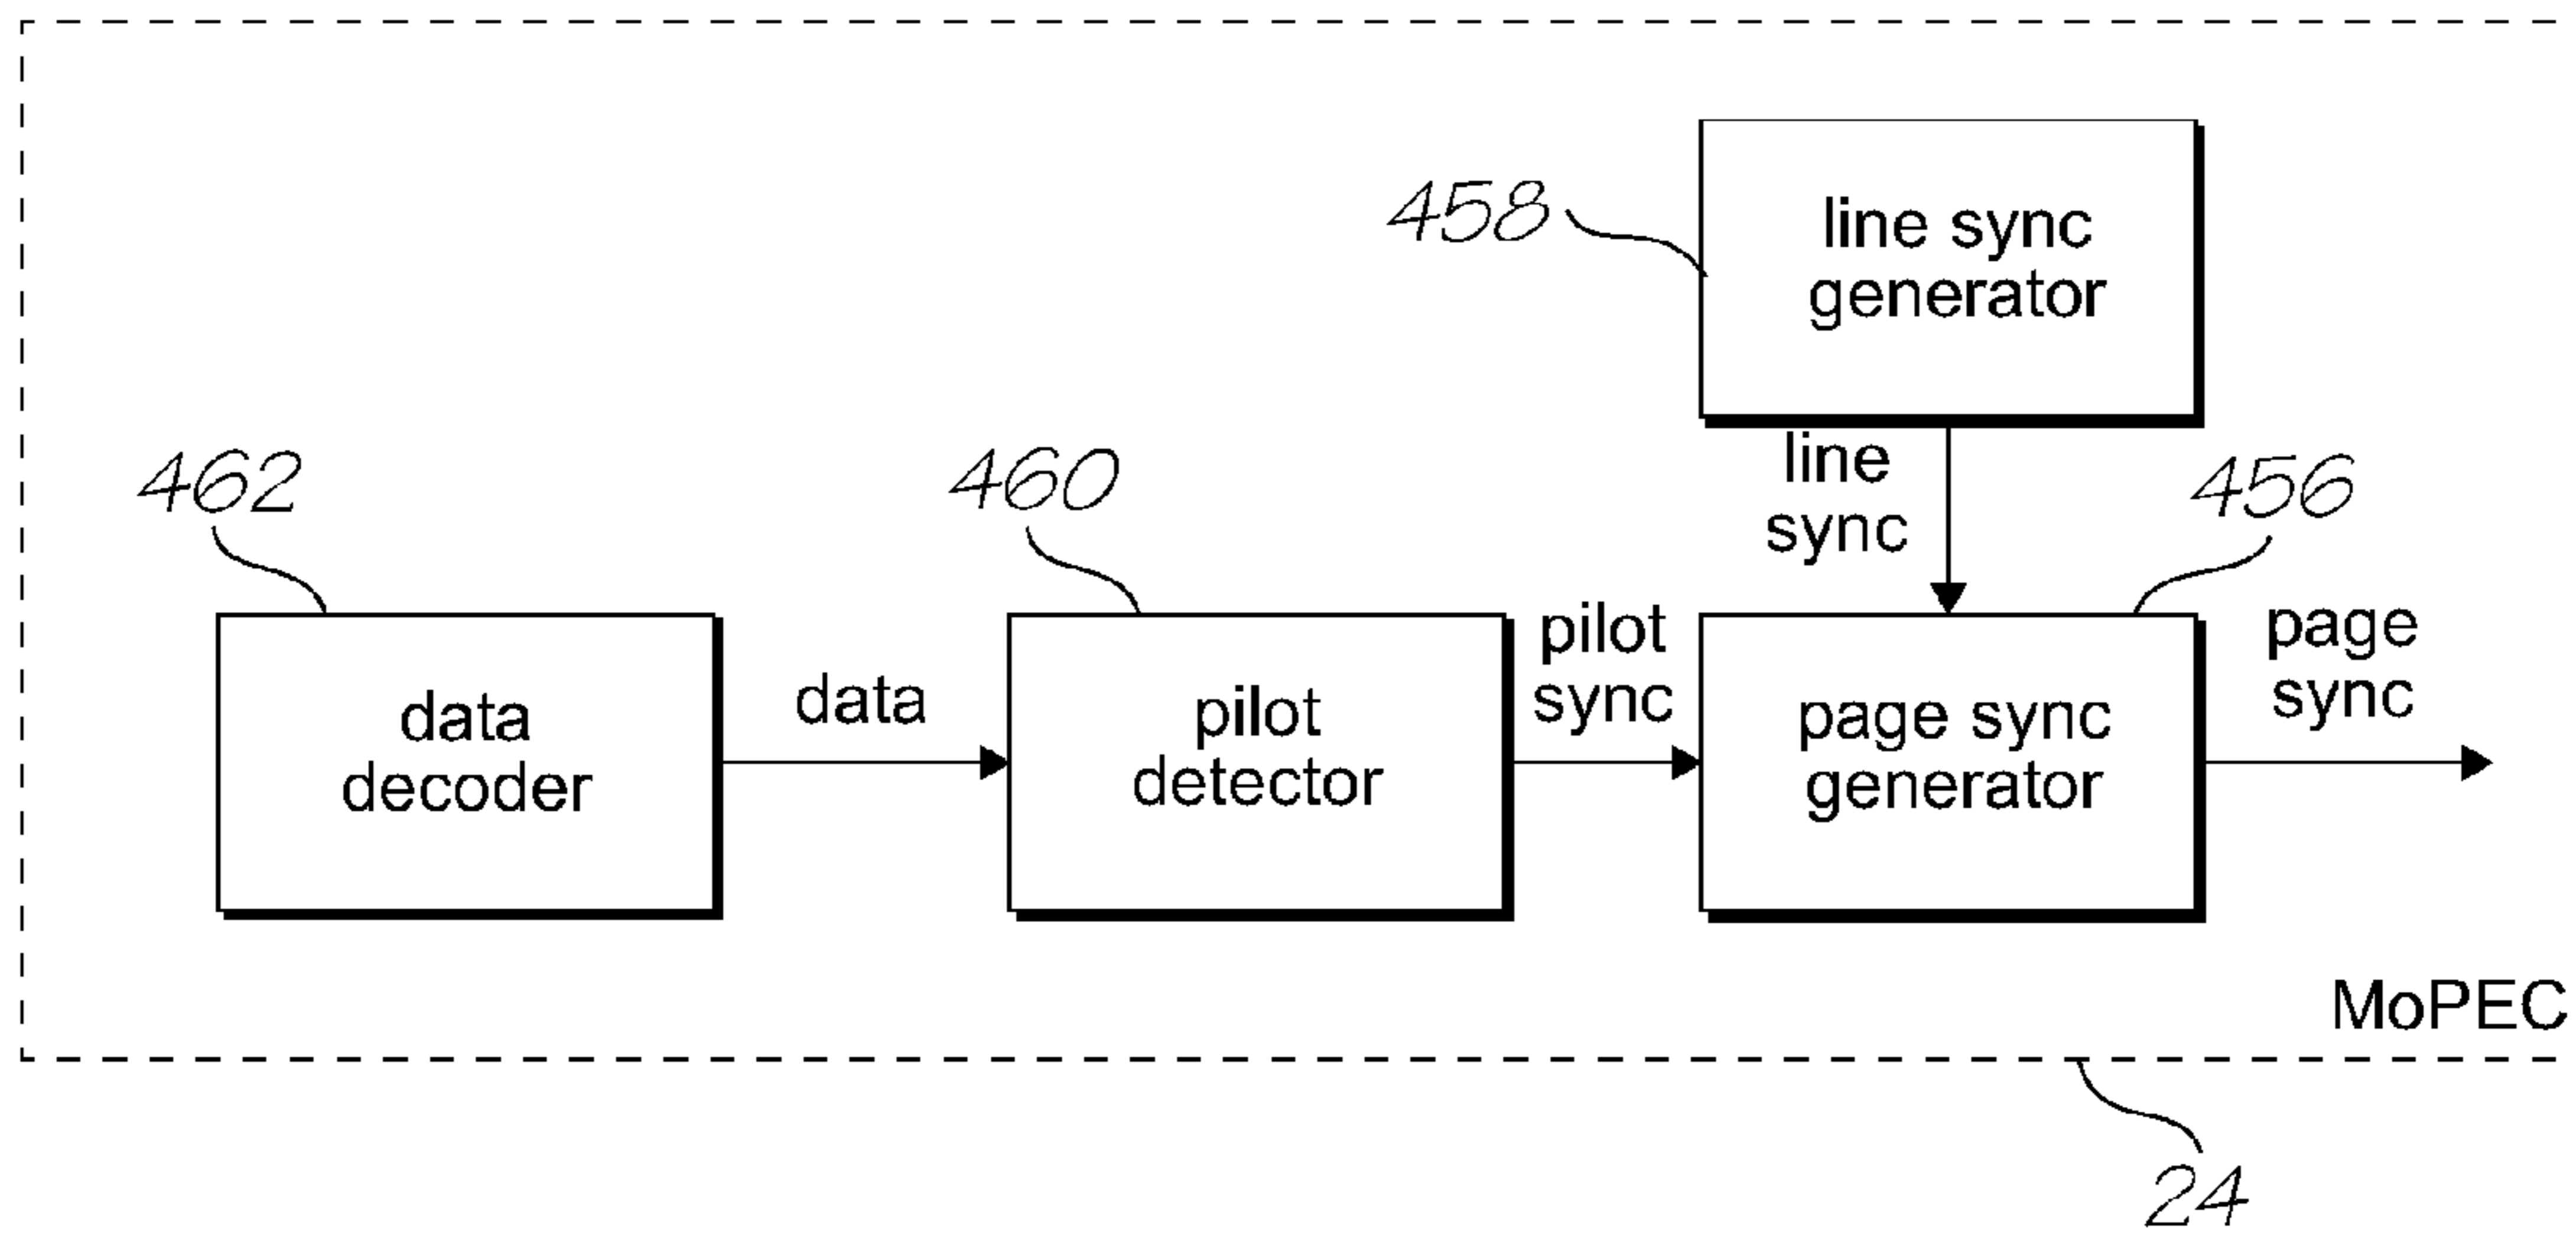 458
line sync
generator
line
sync
462
460
456
data
decoder
data
pilot
detector
pilot
sync
page sync
generator
page
sync
MoPEC
24